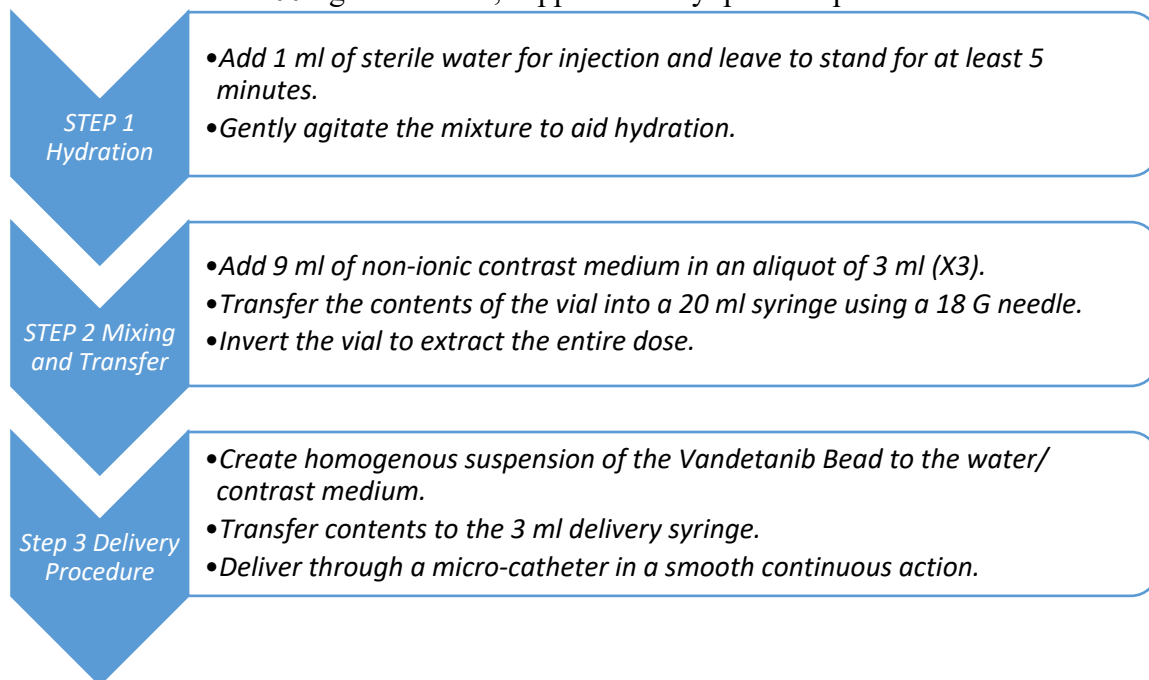 STEP 1
Hydration
•Add 1 ml of sterile water for injection and leave to stand for at least 5
minutes.
•Gently agitate the mixture to aid hydration.
STEP 2 Mixing
and Transfer
•Add 9 ml of non-ionic contrast medium in an aliquot of 3 ml (X3).
•Transfer the contents of the vial into a 20 ml syringe using a 18 G needle.
•Invert the vial to extract the entire dose.
Step 3 Delivery
Procedure
•Create homogenous suspension of the Vandetanib Bead to the water/
contrast medium.
•Transfer contents to the 3 ml delivery syringe.
•Deliver through a micro-catheter in a smooth continuous action.